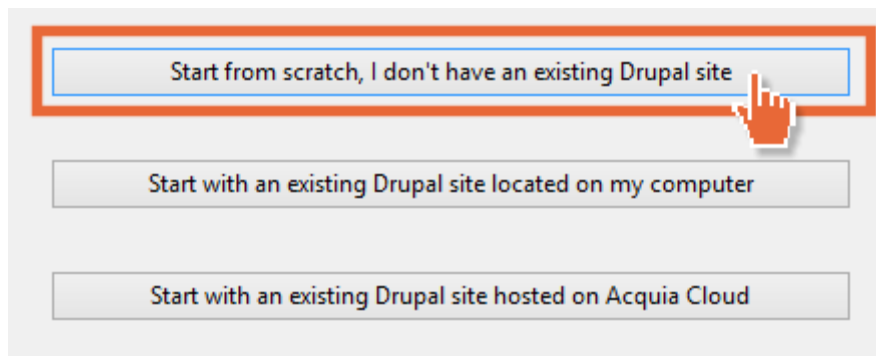 Start from scratch, I don't have an existing Drupal site
Start with an existing Drupal site located on my computer
Start with an existing Drupal site hosted on Acquia Cloud